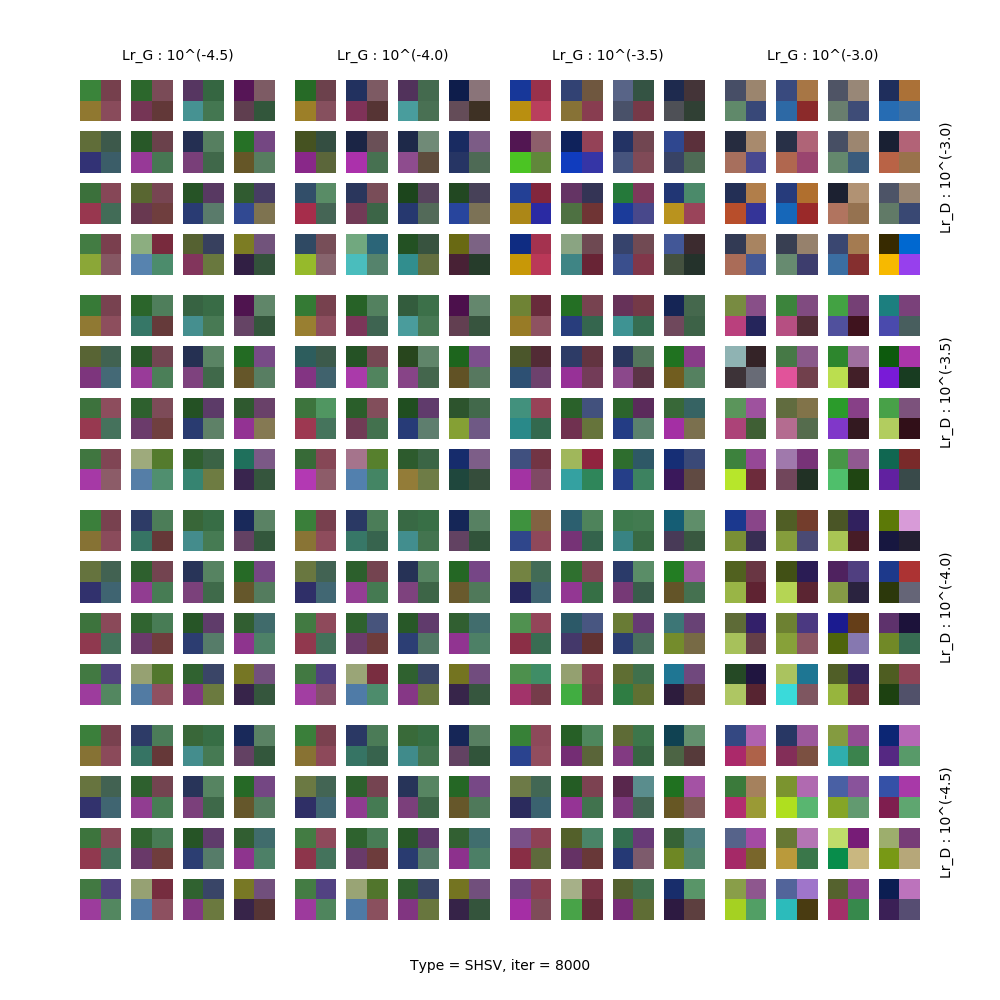 Lr_G : 10^(-4.5)
Lr_G : 10^(-4.0)
Lr_G : 10^(-3.5)
Lr_G : 10^(-3.0)
Lr_D : 10^(-3.0)
Lr_D : 10^(-3.5)
Lr_D : 10^(-4.0)
Lr_D : 10^(-4.5)
Type = SHSV, iter = 8000